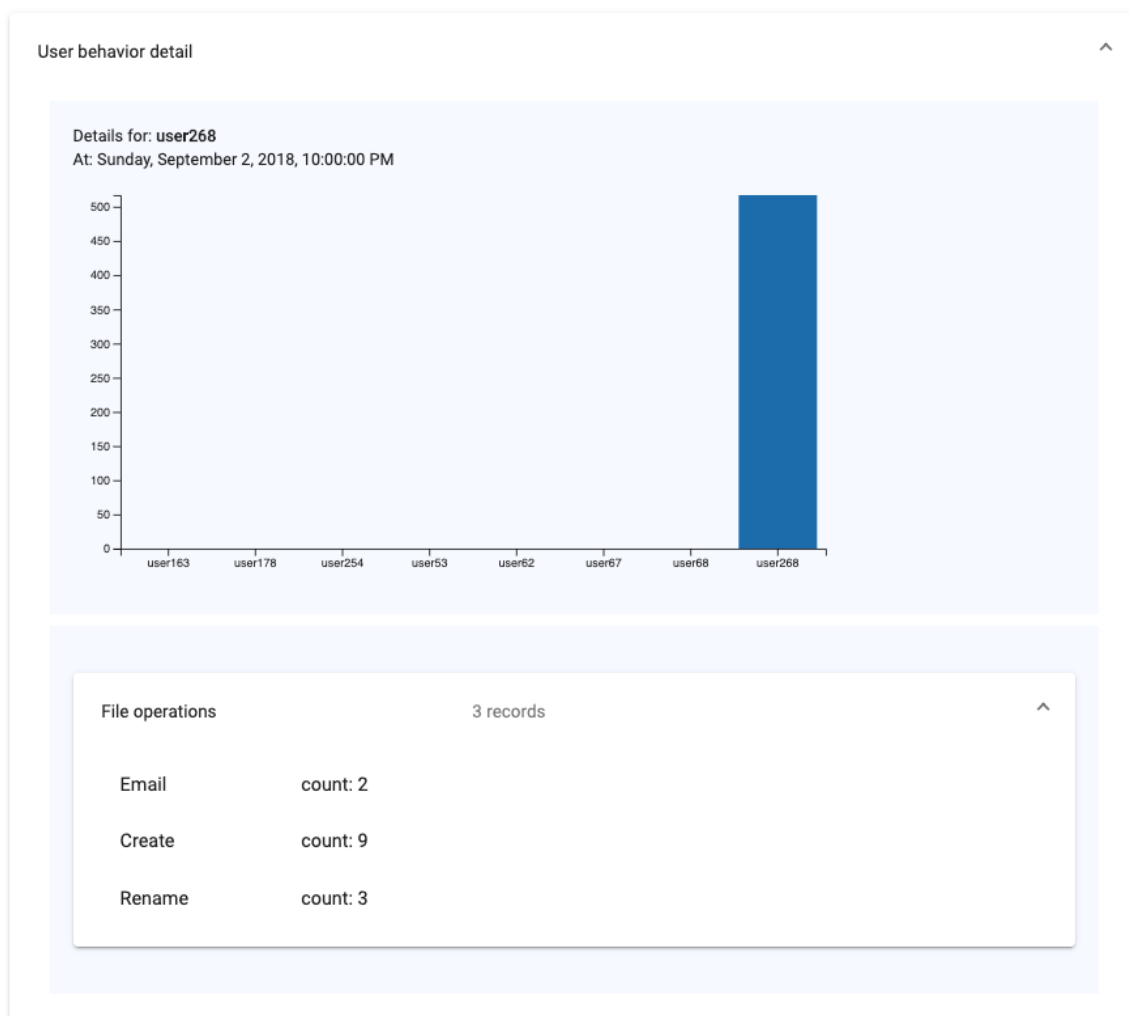 User behavior detail
Details for: user268
At: Sunday, September 2, 2018, 10:00:00 PM
500
450
400
350
300
250
200
150
100
50
0
user163 user178 user254 user53 user62 user67 user68 user268
File operations 3 records
Email count: 2
Create count: 9
Rename count: 3